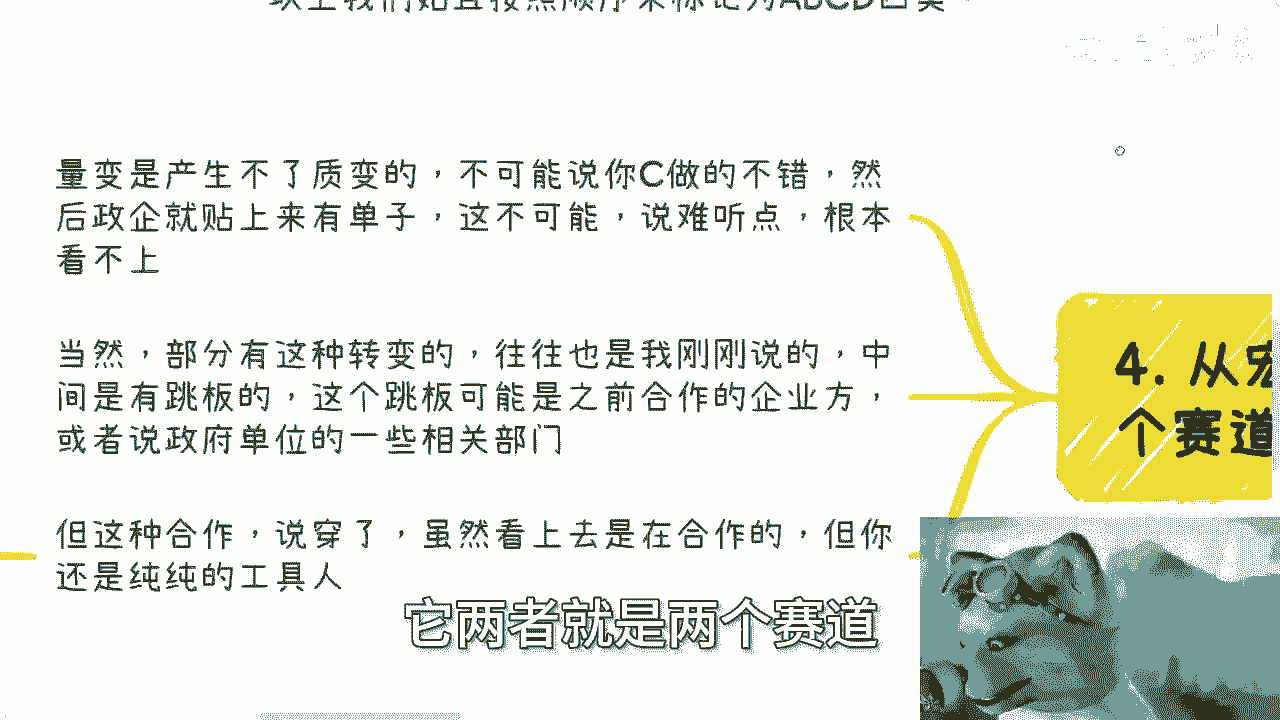 量变是产生不了质变的，不可能说你C做的不错，然
后政企就贴上来有单子，这不可能，说难听点，根本
看不上
当然，部分有这种转变的，往往也是我刚刚说的，中
间是有跳板的，这个跳板可能是之前合作的企业方，
或者说政府单位的一些相关部门
但这种合作，说穿了，虽然看上去是在合作的，但你
还是纯纯的工具人
4. 从宏
个赛道
它两者就是两个赛道